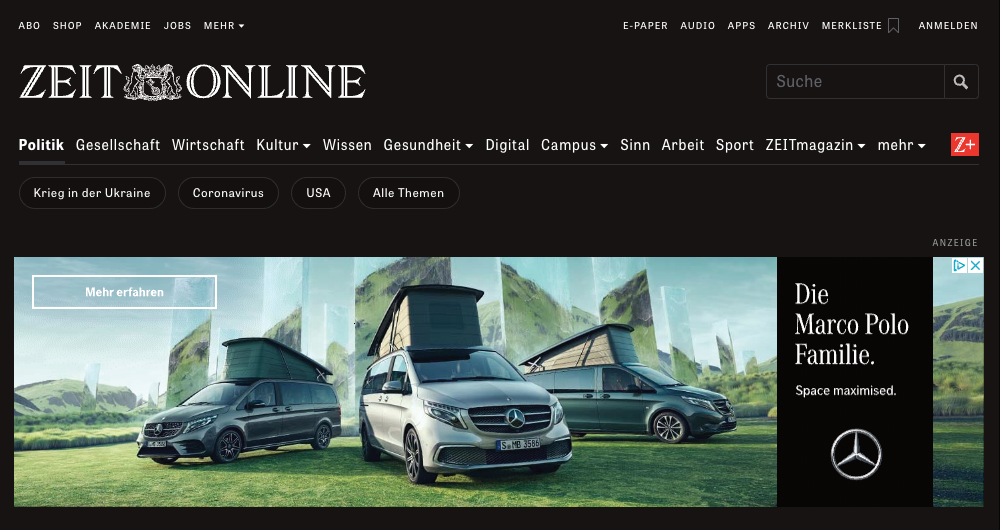 ABO SHOP AKADEMIE JOBS MEHR E-PAPER AUDIO APPS ARCHIV MERKLISTE ANMELDEN
ZEIT ONLINE
Suche
Politik Gesellschaft Wirtschaft Kultur Wissen Gesundheit Digital Campus Sinn Arbeit Sport ZEITmagazin mehr Z+
Krieg in der Ukraine Coronavirus USA Alle Themen
ANZEIGE
Mehr erfahren
Die
Marco Polo
Familie.
Space maximised.
S MB 3585